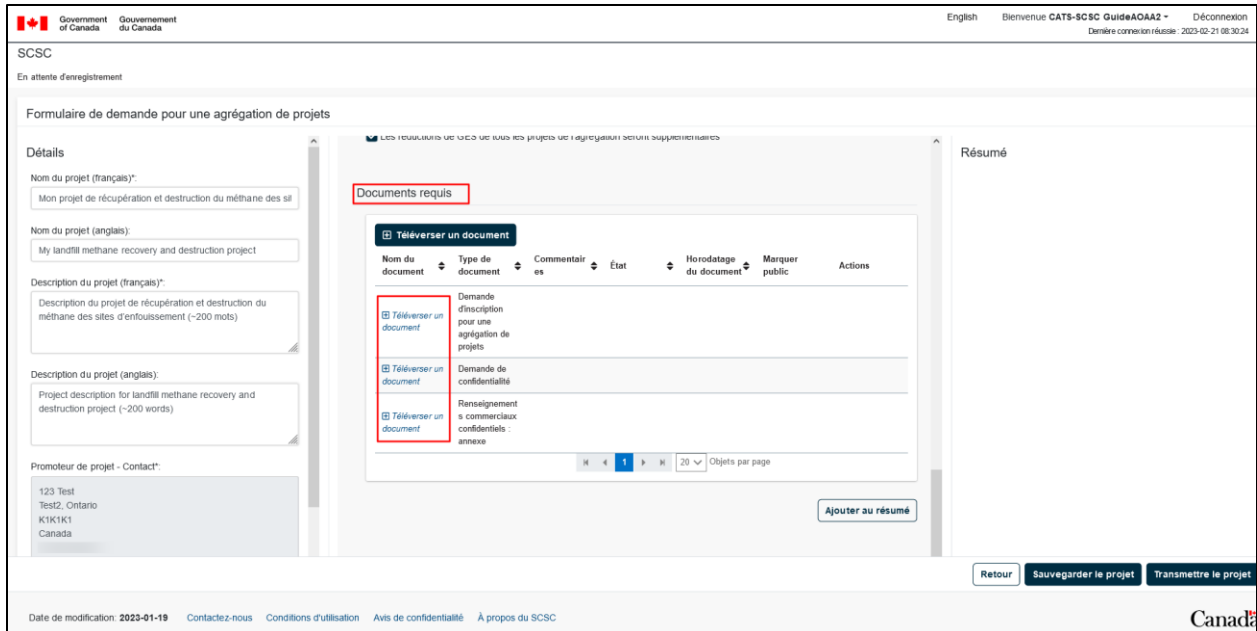 Government of Canada
Gouvernement du Canada
English
Bienvenue CATS-SCSC GuideAOAA2
Déconnexion
Dernière connexion réussie : 2023-02-21 08:30:24
SCSC
En attente d'enregistrement
Formulaire de demande pour une agrégation de projets
Détails
Nom du projet (français)*:
Mon projet de récupération et destruction du méthane des sit
Nom du projet (anglais):
My landfill methane recovery and destruction project
Description du projet (français)*:
Description du projet de récupération et destruction du
méthane des sites d'enfouissement (~200 mots)
Description du projet (anglais):
Project description for landfill methane recovery and
destruction project (~200 words)
Promoteur de projet - Contact*:
123 Test
Test2, Ontario
K1K1K1
Canada
Les réductions de GES de tous les projets de l'agrégation seront supplémentaires
Documents requis
Téléverser un document
Nom du
document
Type de
document
Commentair
es
État
Horodatage
du document
Marquer
public
Actions
Téléverser un
document
Demande
d'inscription
pour une
agrégation de
projets
Téléverser un
document
Demande de
confidentialité
Téléverser un
document
Renseignement
s commerciaux
confidentiels :
annexe
1
20
Objets par page
Ajouter au résumé
Résumé
Retour
Sauvegarder le projet
Transmettre le projet
Date de modification: 2023-01-19
Contactez-nous
Conditions d'utilisation
Avis de confidentialité
À propos du SCSC
Canada